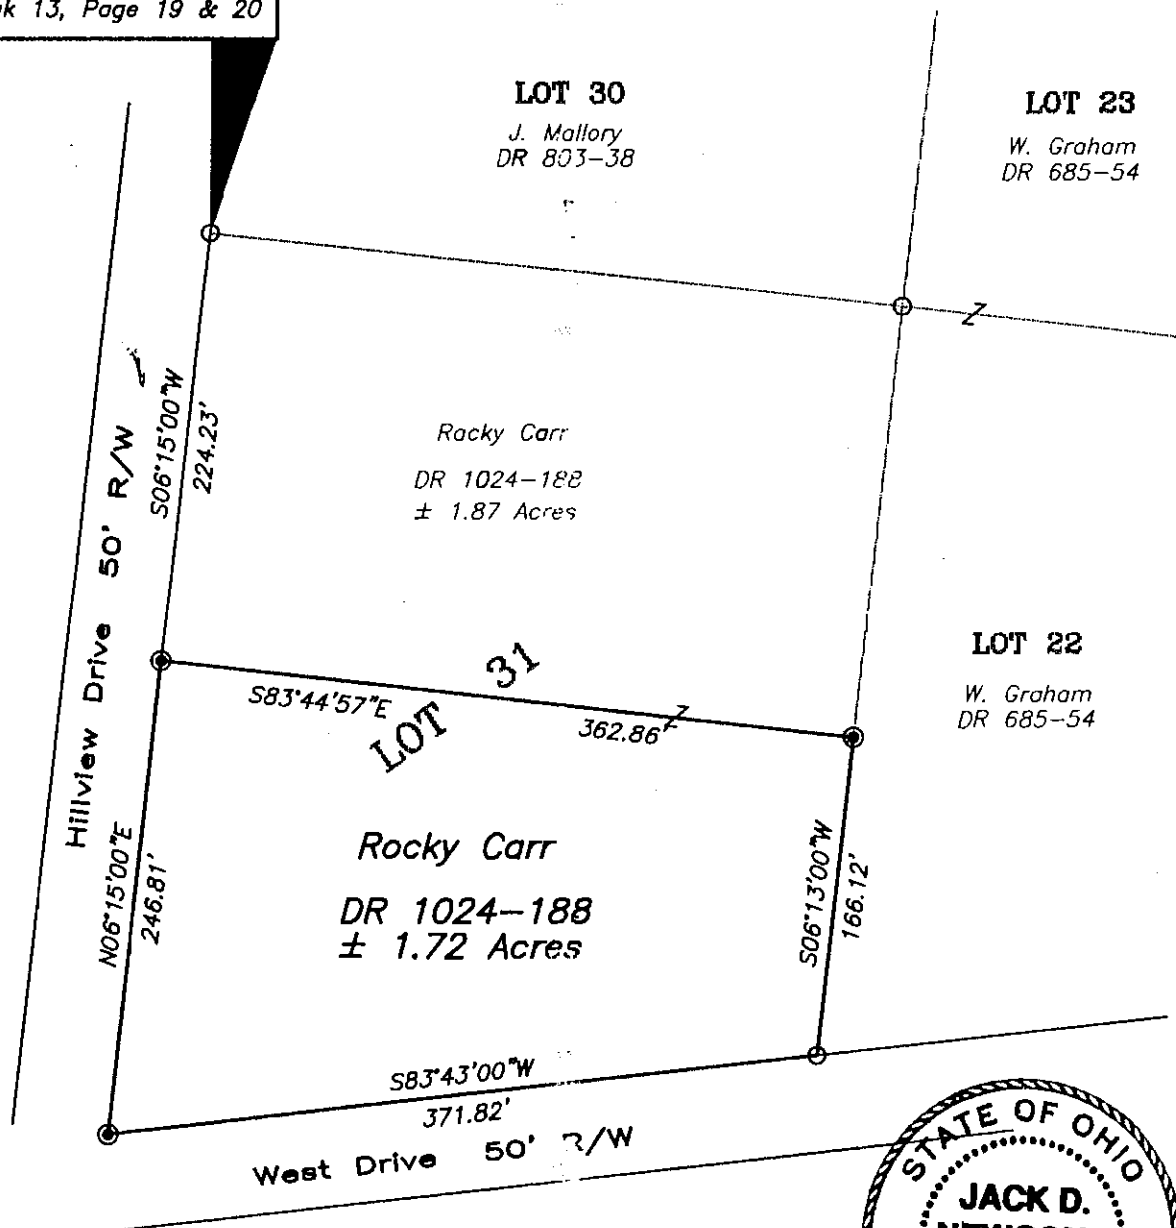 k 13, Page 19 & 20
LOT 30
J. Mallory
DR 803-38
LOT 23
W. Graham
DR 685-54
S06°15'00"W
224.23'
Rocky Carr
DR 1024-188
± 1.87 Acres
Hillview Drive 50' R/W
LOT 31
S83°44'57"E
362.86'
LOT 22
W. Graham
DR 685-54
N06°15'00"E
246.81'
Rocky Carr
DR 1024-188
± 1.72 Acres
S06°13'00"W
166.12'
S83°43'00"W
371.82'
West Drive 50' R/W
STATE OF OHIO
JACK D.